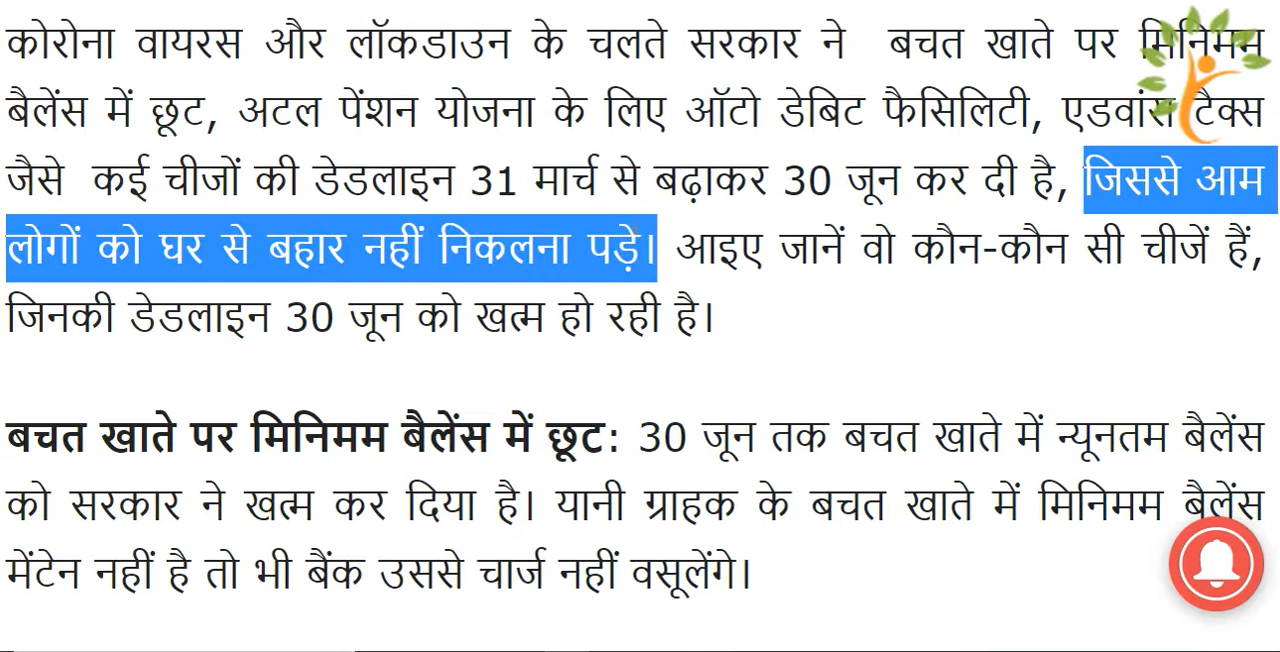 कोरोना वायरस और लॉकडाउन के चलते सरकार ने बचत खाते पर मिनिमम
बैलेंस में छूट, अटल पेंशन योजना के लिए ऑटो डेबिट फैसिलिटी, एडवांस टैक्स
जैसे कई चीजों की डेडलाइन 31 मार्च से बढ़ाकर 30 जून कर दी है, जिससे आम
लोगों को घर से बहार नहीं निकलना पड़े। आइए जानें वो कौन-कौन सी चीजें हैं,
जिनकी डेडलाइन 30 जून को खत्म हो रही है।
बचत खाते पर मिनिमम बैलेंस में छूट: 30 जून तक बचत खाते में न्यूनतम बैलेंस
को सरकार ने खत्म कर दिया है। यानी ग्राहक के बचत खाते में मिनिमम बैलेंस
मेंटेन नहीं है तो भी बैंक उससे चार्ज नहीं वसूलेंगे।